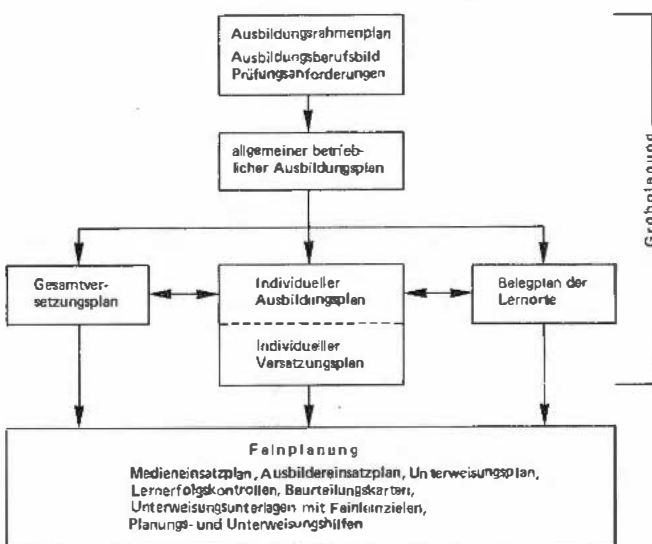 Ausbildungsrahmenplan
Ausbildungsberufsbild
Prüfungsanforderungen
allgemeiner betrieb-
licher Ausbildungsplan
Grobplanung
Gesamtver-
setzungsplan
Individueller
Ausbildungsplan
Individueller
Versetzungsplan
Belegplan der
Lernorte
Feinplanung
Medieneinsatzplan, Ausbildereinsatzplan, Unterweisungsplan,
Lernerfolgskontrollen, Beurteilungskarten,
Unterweisungsunterlagen mit Feinlernzielen,
Planungs- und Unterweisungshilfen